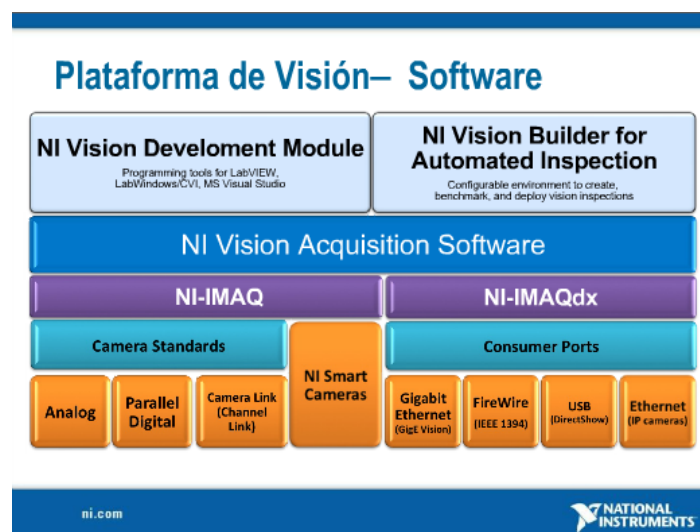 Plataforma de Visión– Software
NI Vision Develoment Module
Programming tools for LabVIEW,
LabWindows/CVI, MS Visual Studio
NI Vision Builder for
Automated Inspection
Configurable environment to create,
benchmark, and deploy vision inspections
NI Vision Acquisition Software
NI-IMAQ
NI-IMAQdx
Camera Standards
NI Smart
Cameras
Consumer Ports
Analog
Parallel
Digital
Camera Link
(Channel
Link)
Gigabit
Ethernet
(GigE Vision)
FireWire
(IEEE 1394)
USB
(DirectShow)
Ethernet
(IP cameras)
ni.com
NATIONAL
INSTRUMENTS